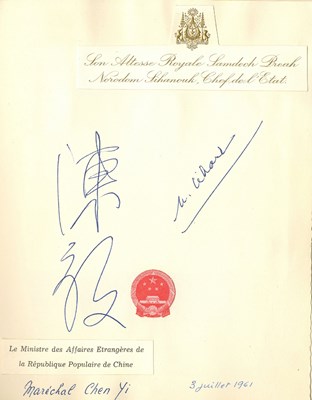 Son Altesse Royale Samdech Preah
Norodom Sihanouk, Chef de l'Etat.
陳毅
Le Ministre des Affaires Etrangères de
la République Populaire de Chine
Maréchal Chen Yi
3 juillet 1961